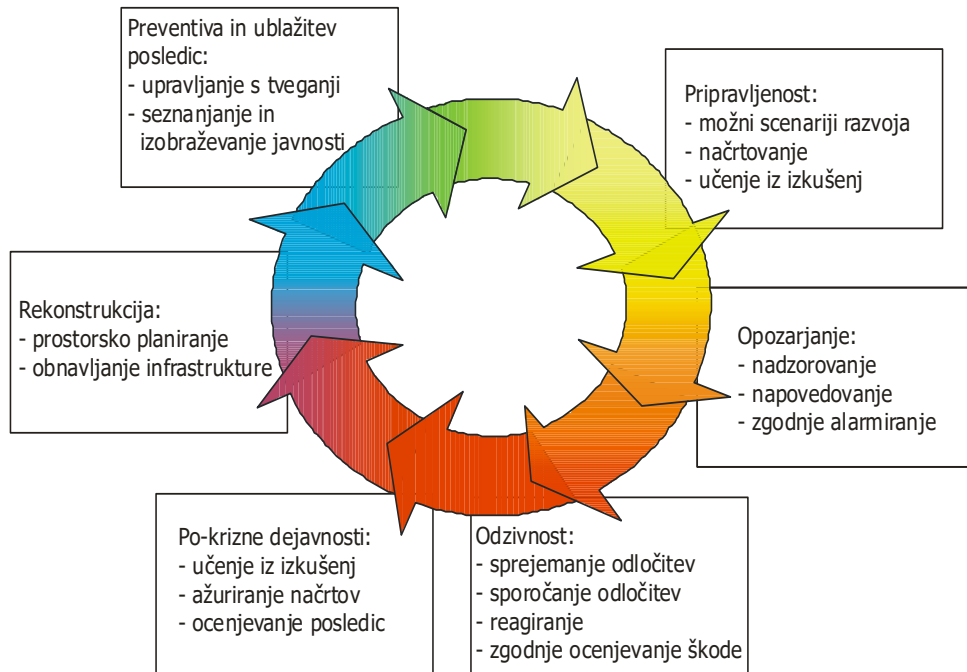 Preventiva in ublažitev
posledic:
- upravljanje s tveganji
- seznanjanje in
izobraževanje javnosti
Pripravljenost:
- možni scenariji razvoja
- načrtovanje
- učenje iz izkušenj
Opozarjanje:
- nadzorovanje
- napovedovanje
- zgodnje alarmiranje
Odzivnost:
- sprejemanje odločitev
- sporočanje odločitev
- reagiranje
- zgodnje ocenjevanje škode
Po-krizne dejavnosti:
- učenje iz izkušenj
- ažuriranje načrtov
- ocenjevanje posledic
Rekonstrukcija:
- prostorsko planiranje
- obnavljanje infrastrukture